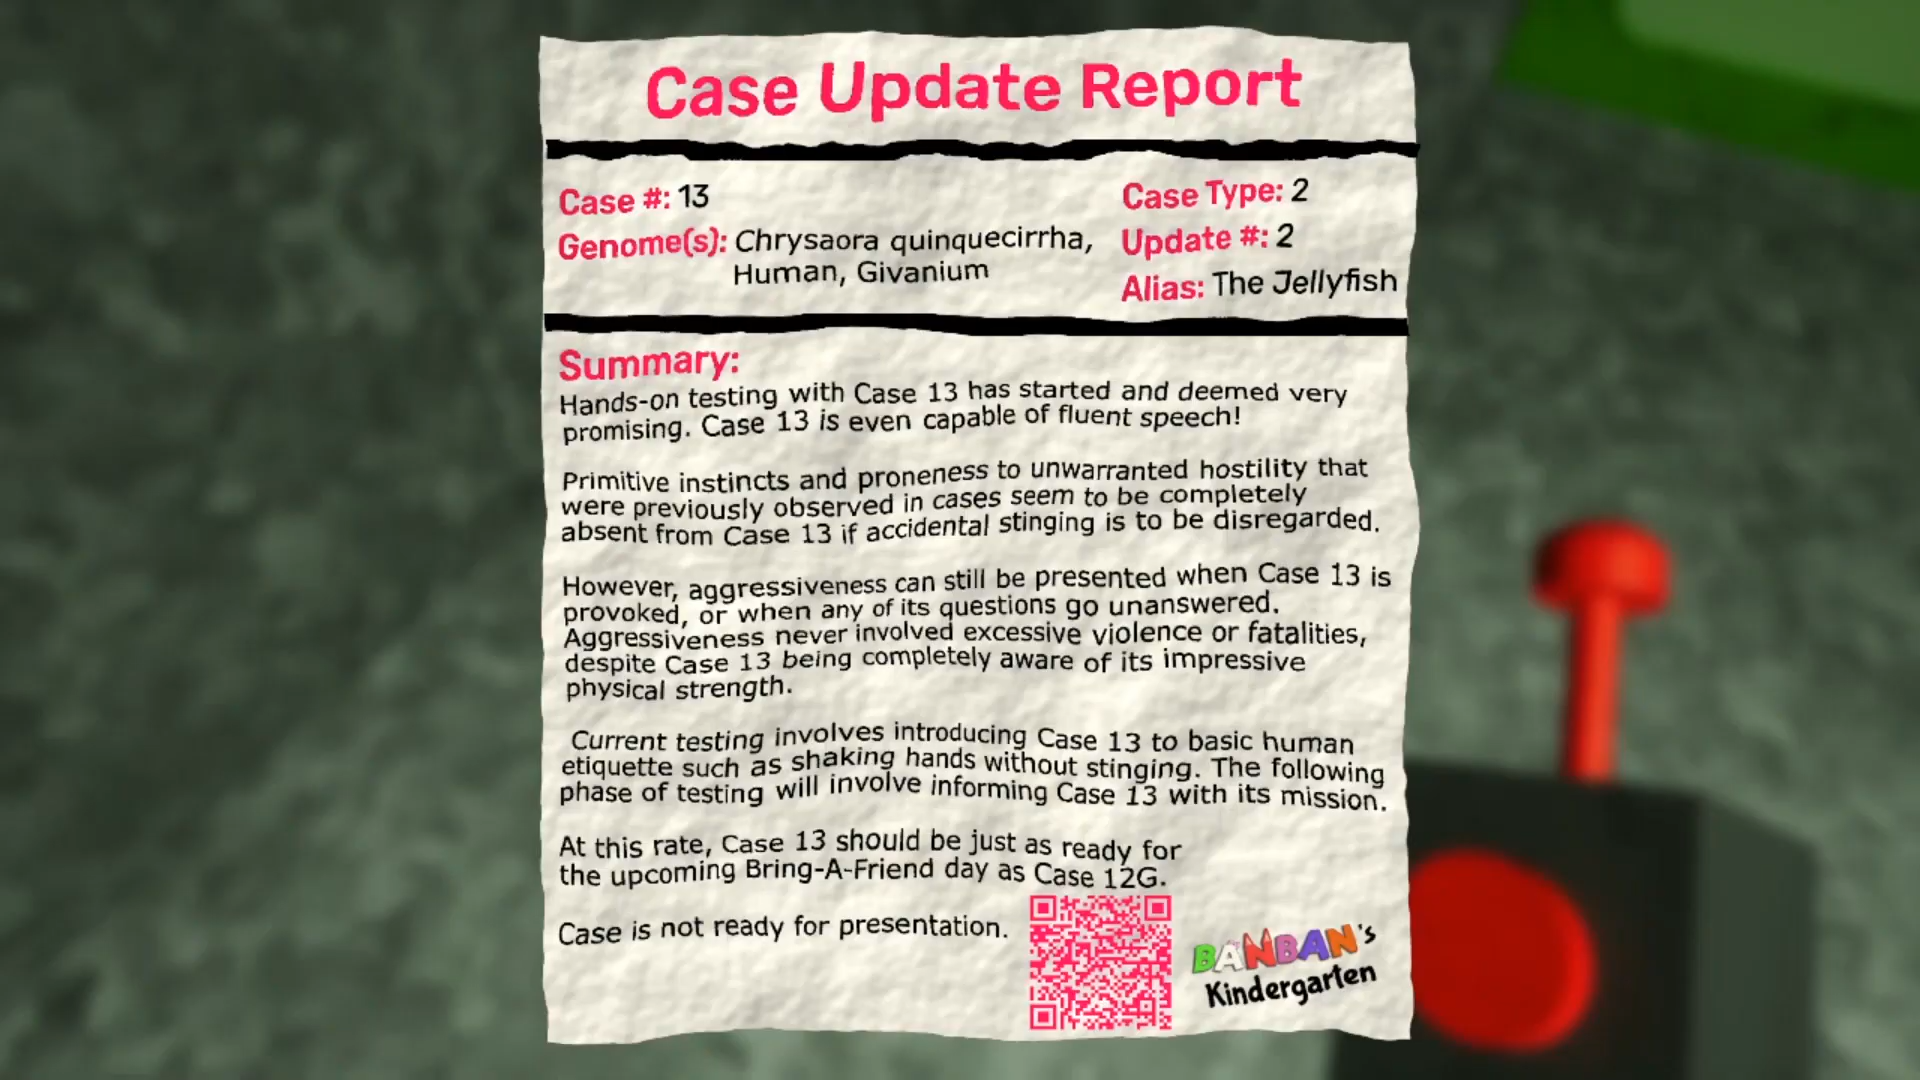 Case Update Report
Case #: 13
Genome(s): Chrysaora quinquecirrha,
Human, Givanium
Case Type: 2
Update #: 2
Alias: The Jellyfish
Summary:
Hands-on testing with Case 13 has started and deemed very
promising. Case 13 is even capable of fluent speech!
Primitive instincts and proneness to unwarranted hostility that
were previously observed in cases seem to be completely
absent from Case 13 if accidental stinging is to be disregarded.
However, aggressiveness can still be presented when Case 13 is
provoked, or when any of its questions go unanswered.
Aggressiveness never involved excessive violence or fatalities,
despite Case 13 being completely aware of its impressive
physical strength.
Current testing involves introducing Case 13 to basic human
etiquette such as shaking hands without stinging. The following
phase of testing will involve informing Case 13 with its mission.
At this rate, Case 13 should be just as ready for
the upcoming Bring-A-Friend day as Case 12G.
Case is not ready for presentation.
BANBAN's
Kindergarten